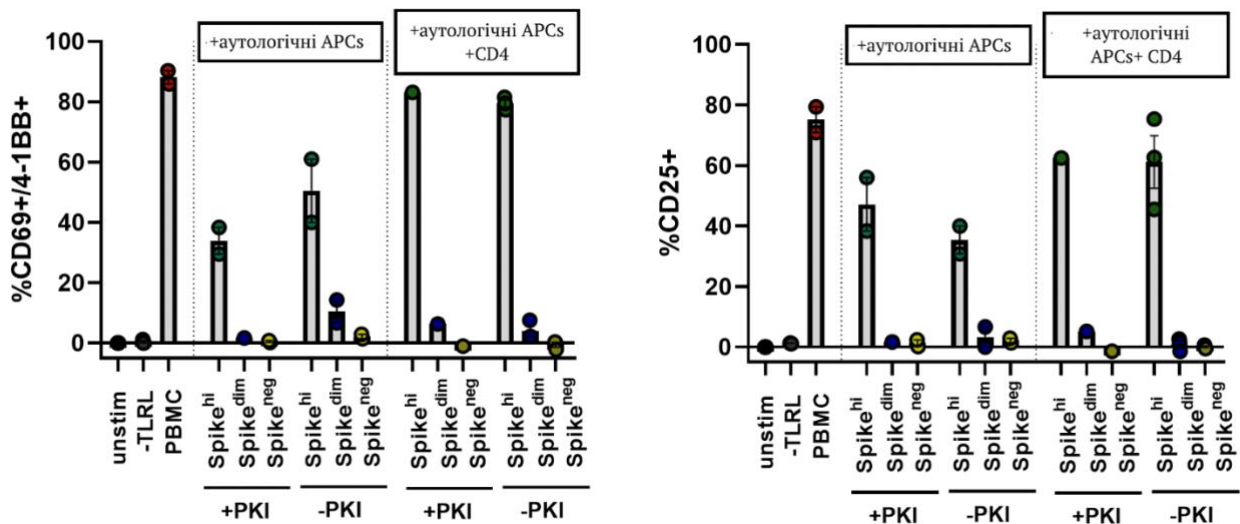 %CD69+/4-1BB+
100
80
60
40
20
0
+аутологічні APCs
+аутологічні APCs
+CD4
unstim
-TLRL
PBMC
Spikehi
Spikedim
Spikeneg
Spikehi
Spikedim
Spikeneg
Spikehi
Spikedim
Spikeneg
Spikehi
Spikedim
Spikeneg
+PKI
-PKI
+PKI
-PKI
%CD25+
100
80
60
40
20
0
+аутологічні APCs
+аутологічні
APCs+ CD4
unstim
-TLRL
PBMC
Spikehi
Spikedim
Spikeneg
Spikehi
Spikedim
Spikeneg
Spikehi
Spikedim
Spikeneg
Spikehi
Spikedim
Spikeneg
+PKI
-PKI
+PKI
-PKI